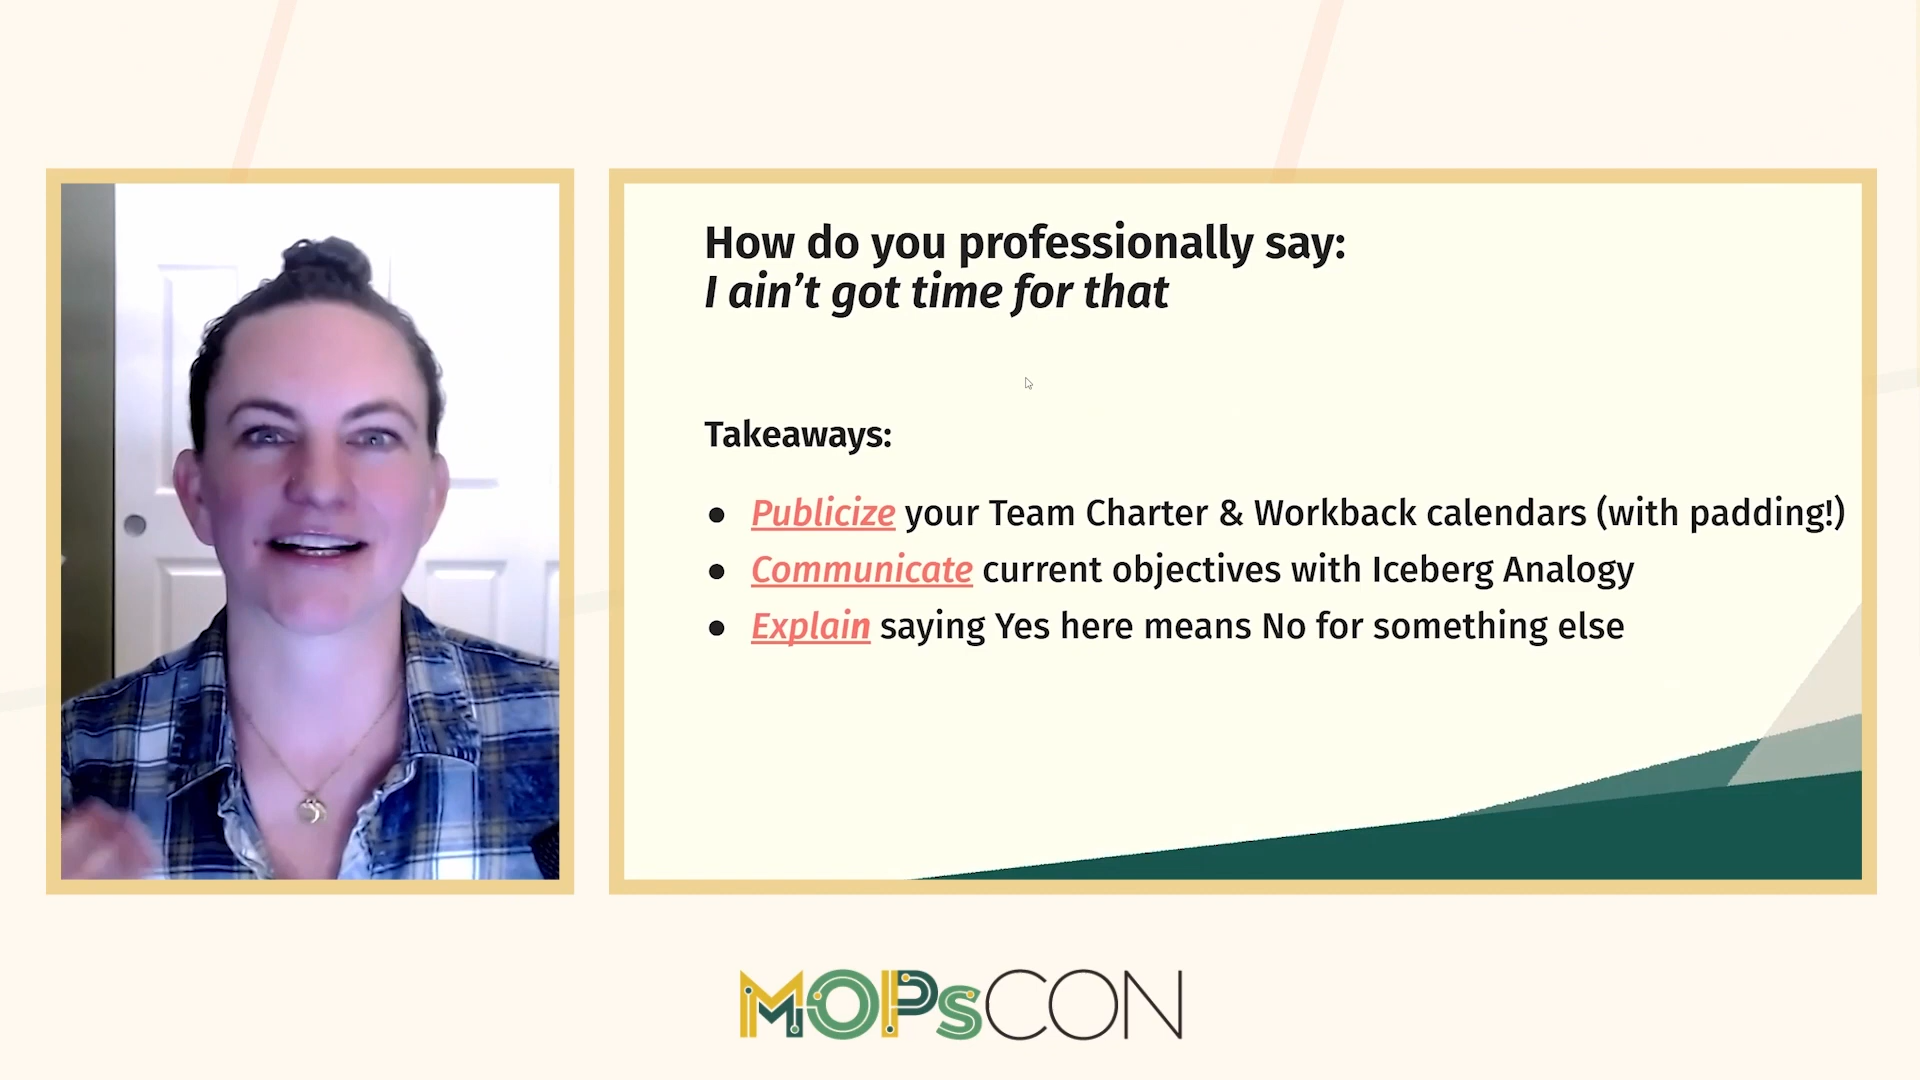 How do you professionally say:
I ain't got time for that
Takeaways:
● Publicize your Team Charter & Workback calendars (with padding!)
● Communicate current objectives with Iceberg Analogy
● Explain saying Yes here means No for something else
MOPsCON